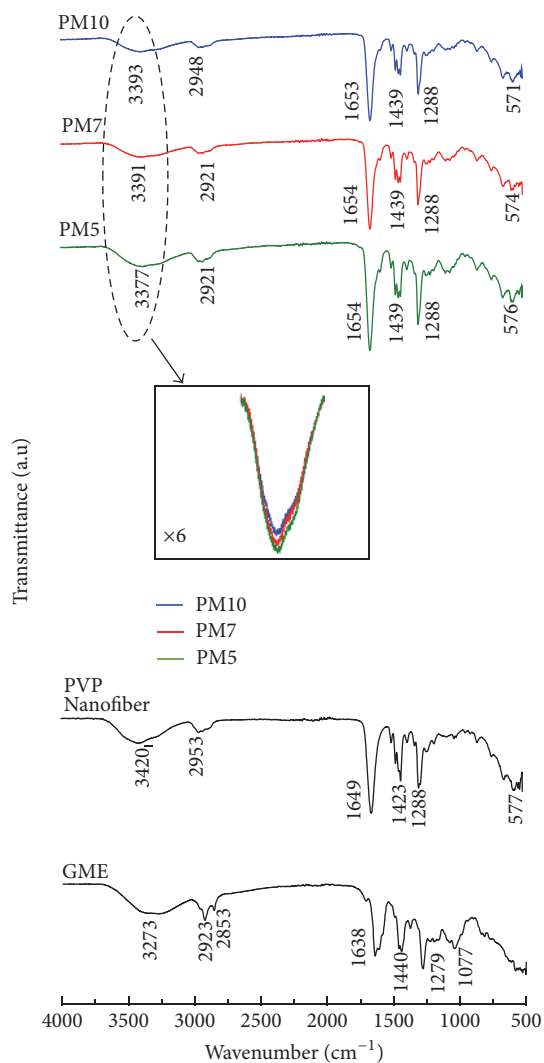 PM10
3393
2948
1653
1439
1288
571
PM7
3391
2921
1654
1439
1288
574
PM5
3377
2921
1654
1439
1288
576
×6
Transmittance (a.u)
PM10
PM7
PM5
PVP
Nanofiber
3420
2953
1649
1423
1288
577
GME
3273
2923
2853
1638
1440
1279
1077
4000 3500 3000 2500 2000 1500 1000 500
Wavenumber (cm⁻¹)